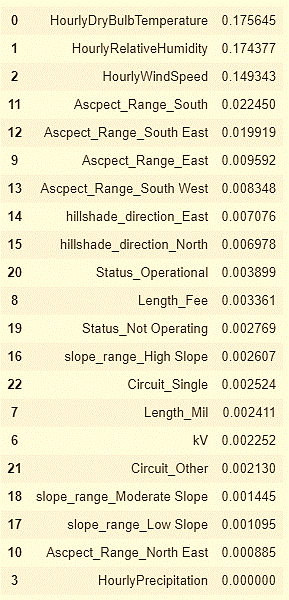 0 HourlyDryBulbTemperature 0.175645
1 HourlyRelativeHumidity 0.174377
2 HourlyWindSpeed 0.149343
11 Ascpect_Range_South 0.022450
12 Ascpect_Range_South East 0.019919
9 Ascpect_Range_East 0.009592
13 Ascpect_Range_South West 0.008348
14 hillshade_direction_East 0.007076
15 hillshade_direction_North 0.006978
20 Status_Operational 0.003899
8 Length_Fee 0.003361
19 Status_Not Operating 0.002769
16 slope_range_High Slope 0.002607
22 Circuit_Single 0.002524
7 Length_Mil 0.002411
6 kV 0.002252
21 Circuit_Other 0.002130
18 slope_range_Moderate Slope 0.001445
17 slope_range_Low Slope 0.001095
10 Ascpect_Range_North East 0.000885
3 HourlyPrecipitation 0.000000